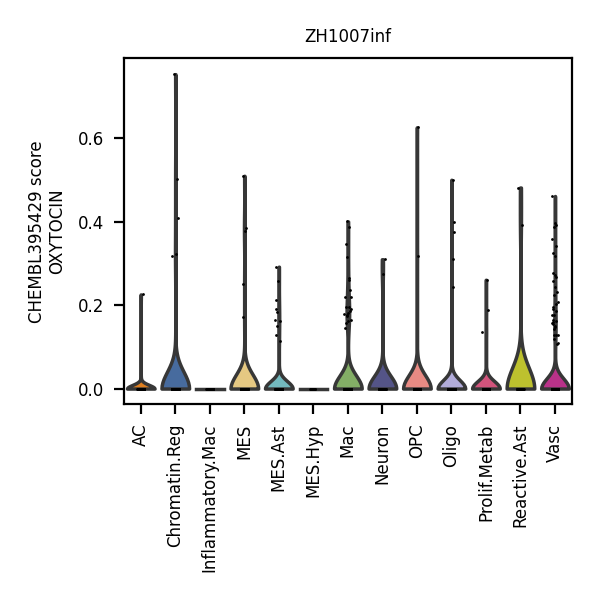 ZH1007inf
CHEMBL395429 score
OXYTOCIN
0.6
0.4
0.2
0.0
AC
Chromatin.Reg
Inflammatory.Mac
MES
MES.Ast
MES.Hyp
Mac
Neuron
OPC
Oligo
Prolif.Metab
Reactive.Ast
Vasc